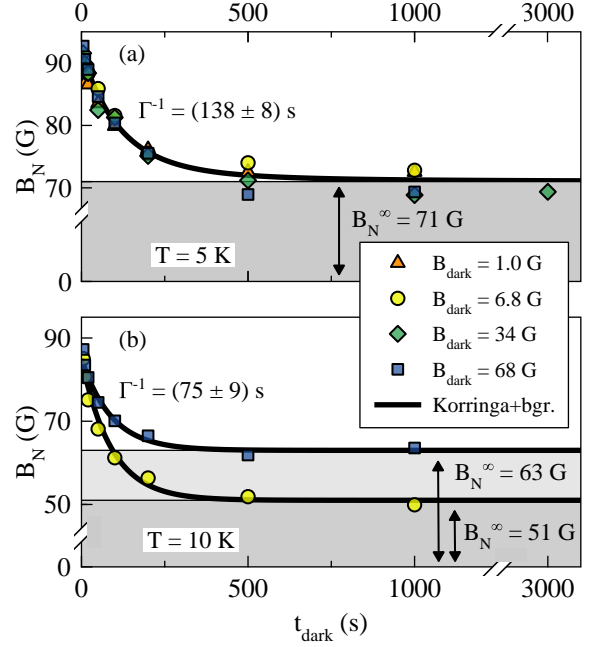 0 500 1000 3000
(a)
90
80
70
0
B_N (G)
Γ⁻¹ = (138 ± 8) s
B_N^∞ = 71 G
T = 5 K
B_dark = 1.0 G
B_dark = 6.8 G
B_dark = 34 G
B_dark = 68 G
Korringa+bgr.
(b)
90
70
50
0
B_N (G)
Γ⁻¹ = (75 ± 9) s
B_N^∞ = 63 G
B_N^∞ = 51 G
T = 10 K
0 500 1000 3000
t_dark (s)